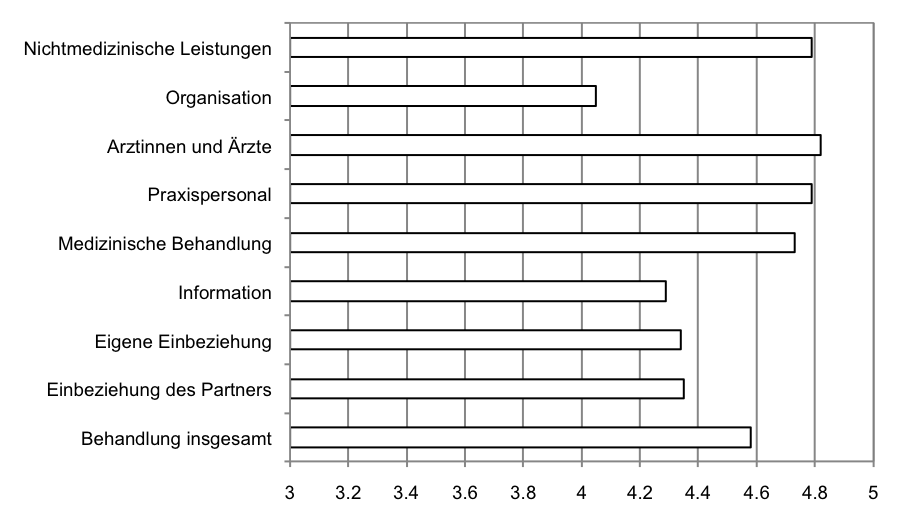 Nichtmedizinische Leistungen
Organisation
Arztinnen und Ärzte
Praxispersonal
Medizinische Behandlung
Information
Eigene Einbeziehung
Einbeziehung des Partners
Behandlung insgesamt
3 3.2 3.4 3.6 3.8 4 4.2 4.4 4.6 4.8 5